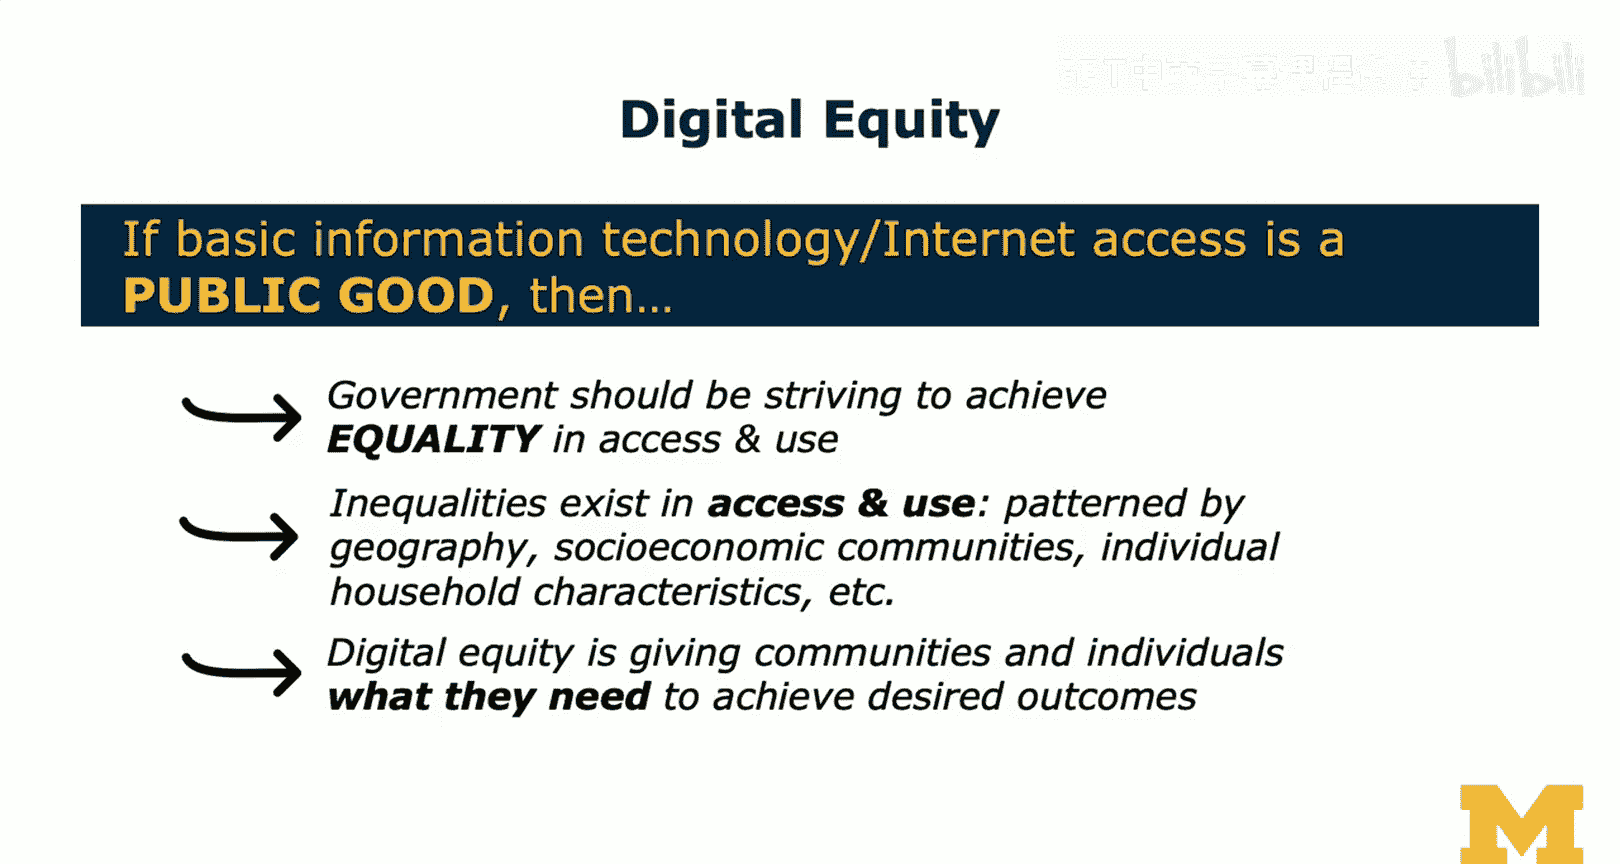 bilibili
Digital Equity
If basic information technology/Internet access is a
PUBLIC GOOD, then...
Government should be striving to achieve
EQUALITY in access & use
Inequalities exist in access & use: patterned by
geography, socioeconomic communities, individual
household characteristics, etc.
Digital equity is giving communities and individuals
what they need to achieve desired outcomes
M